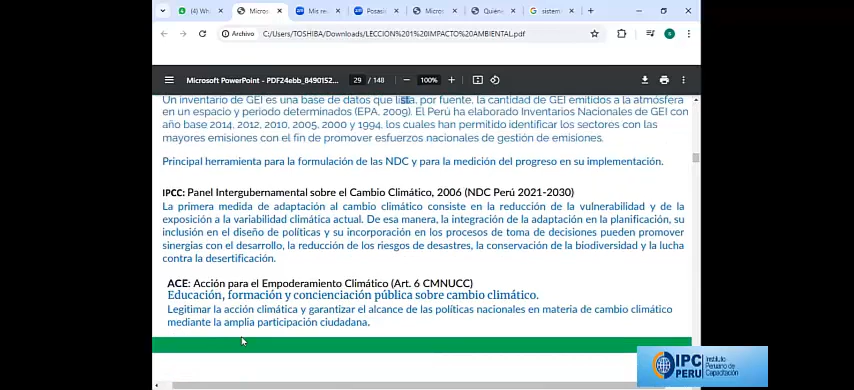 (4) Wh
Micros
Mis re
Posasi
Micros
Quién
sistem
Archivo
C:/Users/TOSHIBA/Downloads/LECCION%201%20IMPACTO%20AMBIENTAL.pdf
Microsoft PowerPoint - PDF24ebb_8490152... 29 / 148 100%
Un inventario de GEI es una base de datos que lista, por fuente, la cantidad de GEI emitidos a la atmósfera
en un espacio y periodo determinados (EPA, 2009). El Perú ha elaborado Inventarios Nacionales de GEI con
año base 2014, 2012, 2010, 2005, 2000 y 1994, los cuales han permitido identificar los sectores con las
mayores emisiones con el fin de promover esfuerzos nacionales de gestión de emisiones.
Principal herramienta para la formulación de las NDC y para la medición del progreso en su implementación.
IPCC: Panel Intergubernamental sobre el Cambio Climático, 2006 (NDC Perú 2021-2030)
La primera medida de adaptación al cambio climático consiste en la reducción de la vulnerabilidad y de la
exposición a la variabilidad climática actual. De esa manera, la integración de la adaptación en la planificación, su
inclusión en el diseño de políticas y su incorporación en los procesos de toma de decisiones pueden promover
sinergias con el desarrollo, la reducción de los riesgos de desastres, la conservación de la biodiversidad y la lucha
contra la desertificación.
ACE: Acción para el Empoderamiento Climático (Art. 6 CMNUCC)
Educación, formación y concienciación pública sobre cambio climático.
Legitimar la acción climática y garantizar el alcance de las políticas nacionales en materia de cambio climático
mediante la amplia participación ciudadana.
IPC
PERÚ
Instituto
Peruano de
Capacitación